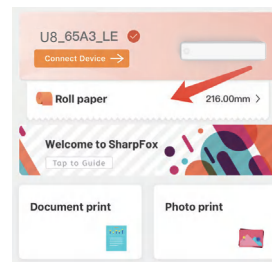 U8_65A3_LE
Connect Device
Roll paper 216.00mm
Welcome to SharpFox
Tap to Guide
Document print Photo print